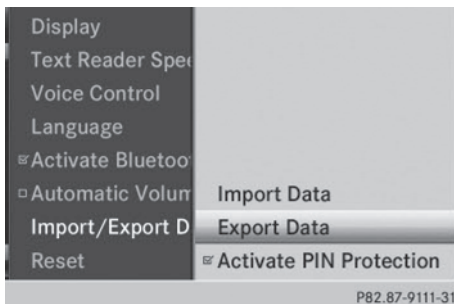 Display
Text Reader Spee
Voice Control
Language
Activate Bluetoo
Automatic Volum
Import/Export D
Reset
Import Data
Export Data
Activate PIN Protection
P82.87-9111-31